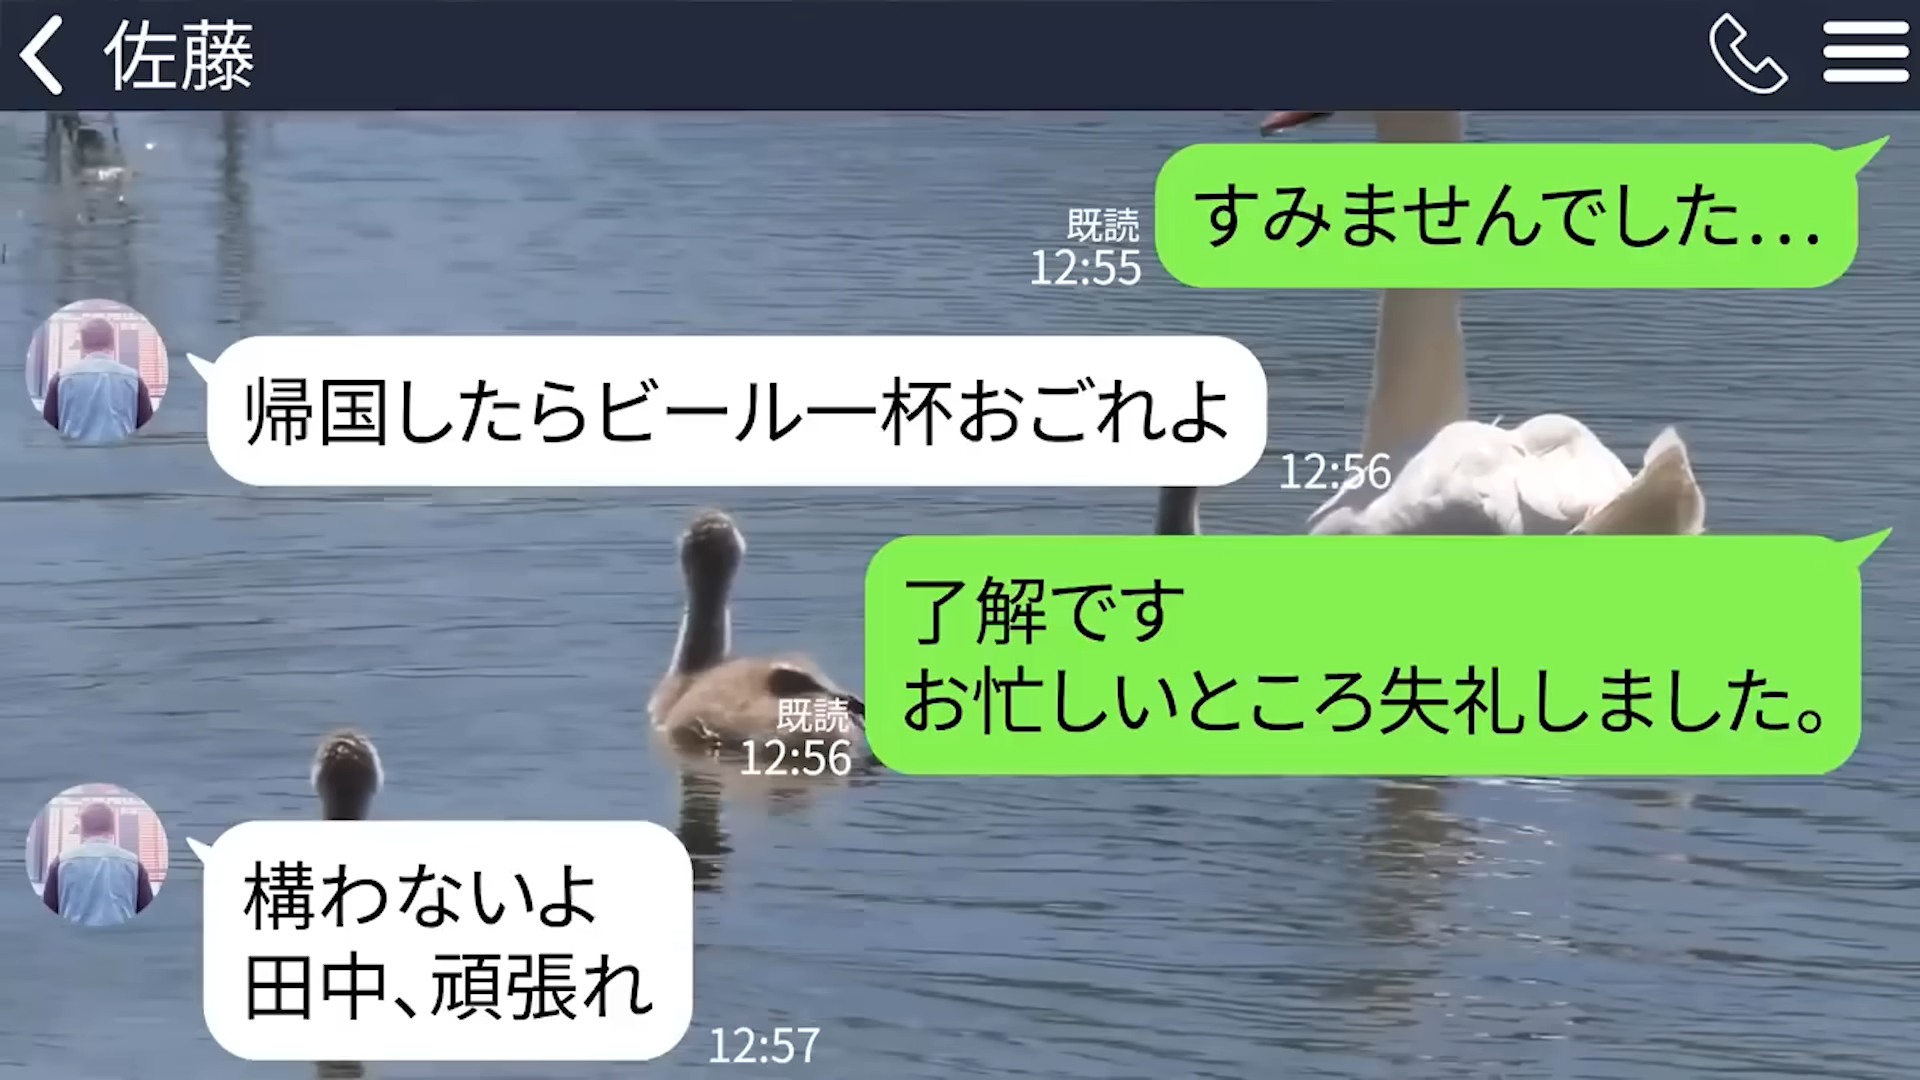 佐藤
すみませんでした…
既読
12:55
帰国したらビール一杯おごれよ
12:56
了解です
お忙しいところ失礼しました。
既読
12:56
構わないよ
田中、頑張れ
12:57